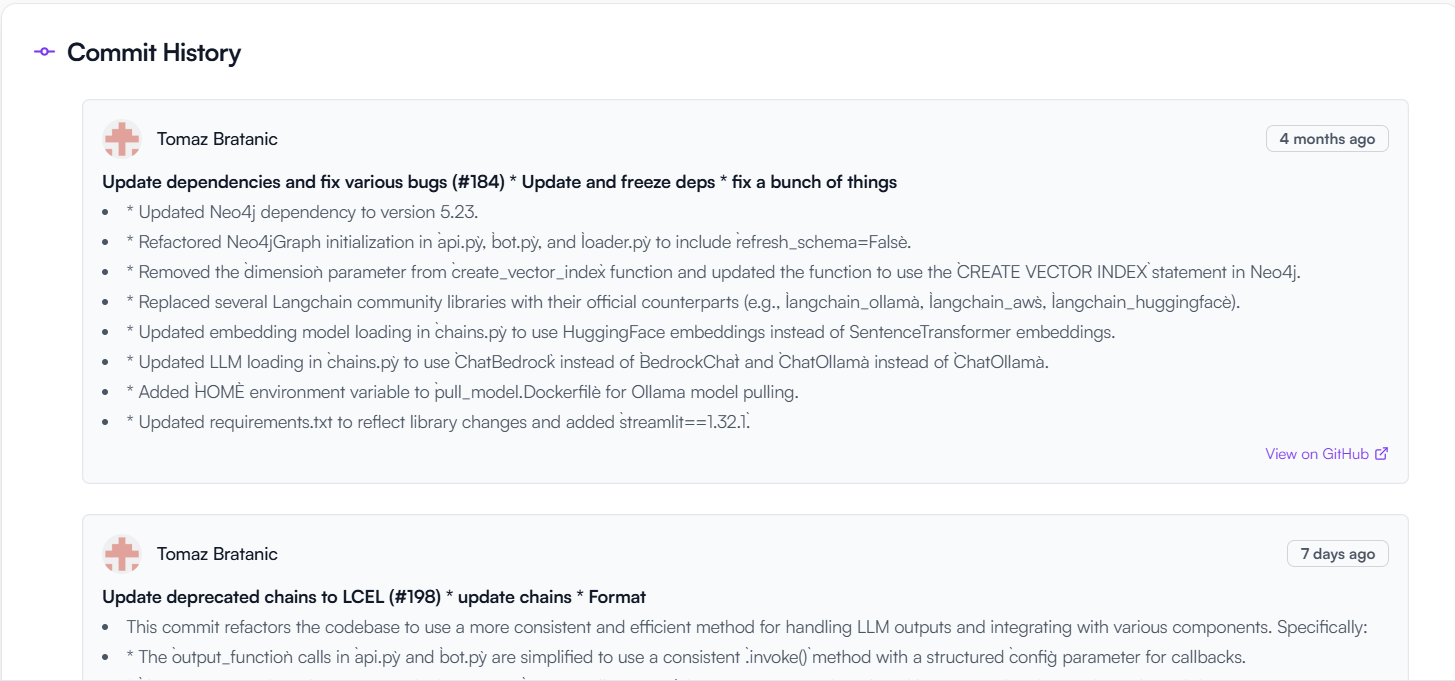 Commit History
Tomaz Bratanic
4 months ago
Update dependencies and fix various bugs (#184) * Update and freeze deps * fix a bunch of things
* Updated Neo4j dependency to version 5.23.
* Refactored Neo4jGraph initialization in `api.py`, `bot.py`, and `loader.py` to include `refresh_schema=False`.
* Removed the `dimension` parameter from `create_vector_index` function and updated the function to use the `CREATE VECTOR INDEX` statement in Neo4j.
* Replaced several Langchain community libraries with their official counterparts (e.g., `langchain_ollama`, `langchain_aws`, `langchain_huggingface`).
* Updated embedding model loading in `chains.py` to use HuggingFace embeddings instead of SentenceTransformer embeddings.
* Updated LLM loading in `chains.py` to use `ChatBedrock` instead of `BedrockChat` and `ChatOllama` instead of `ChatOllama`.
* Added `HOME` environment variable to `pull_model.Dockerfile` for Ollama model pulling.
* Updated requirements.txt to reflect library changes and added `streamlit==1.32.1`.
View on GitHub
Tomaz Bratanic
7 days ago
Update deprecated chains to LCEL (#198) * update chains * Format
This commit refactors the codebase to use a more consistent and efficient method for handling LLM outputs and integrating with various components. Specifically:
* The `output_function` calls in `api.py` and `bot.py` are simplified to use a consistent `.invoke()` method with a structured `config` parameter for callbacks.